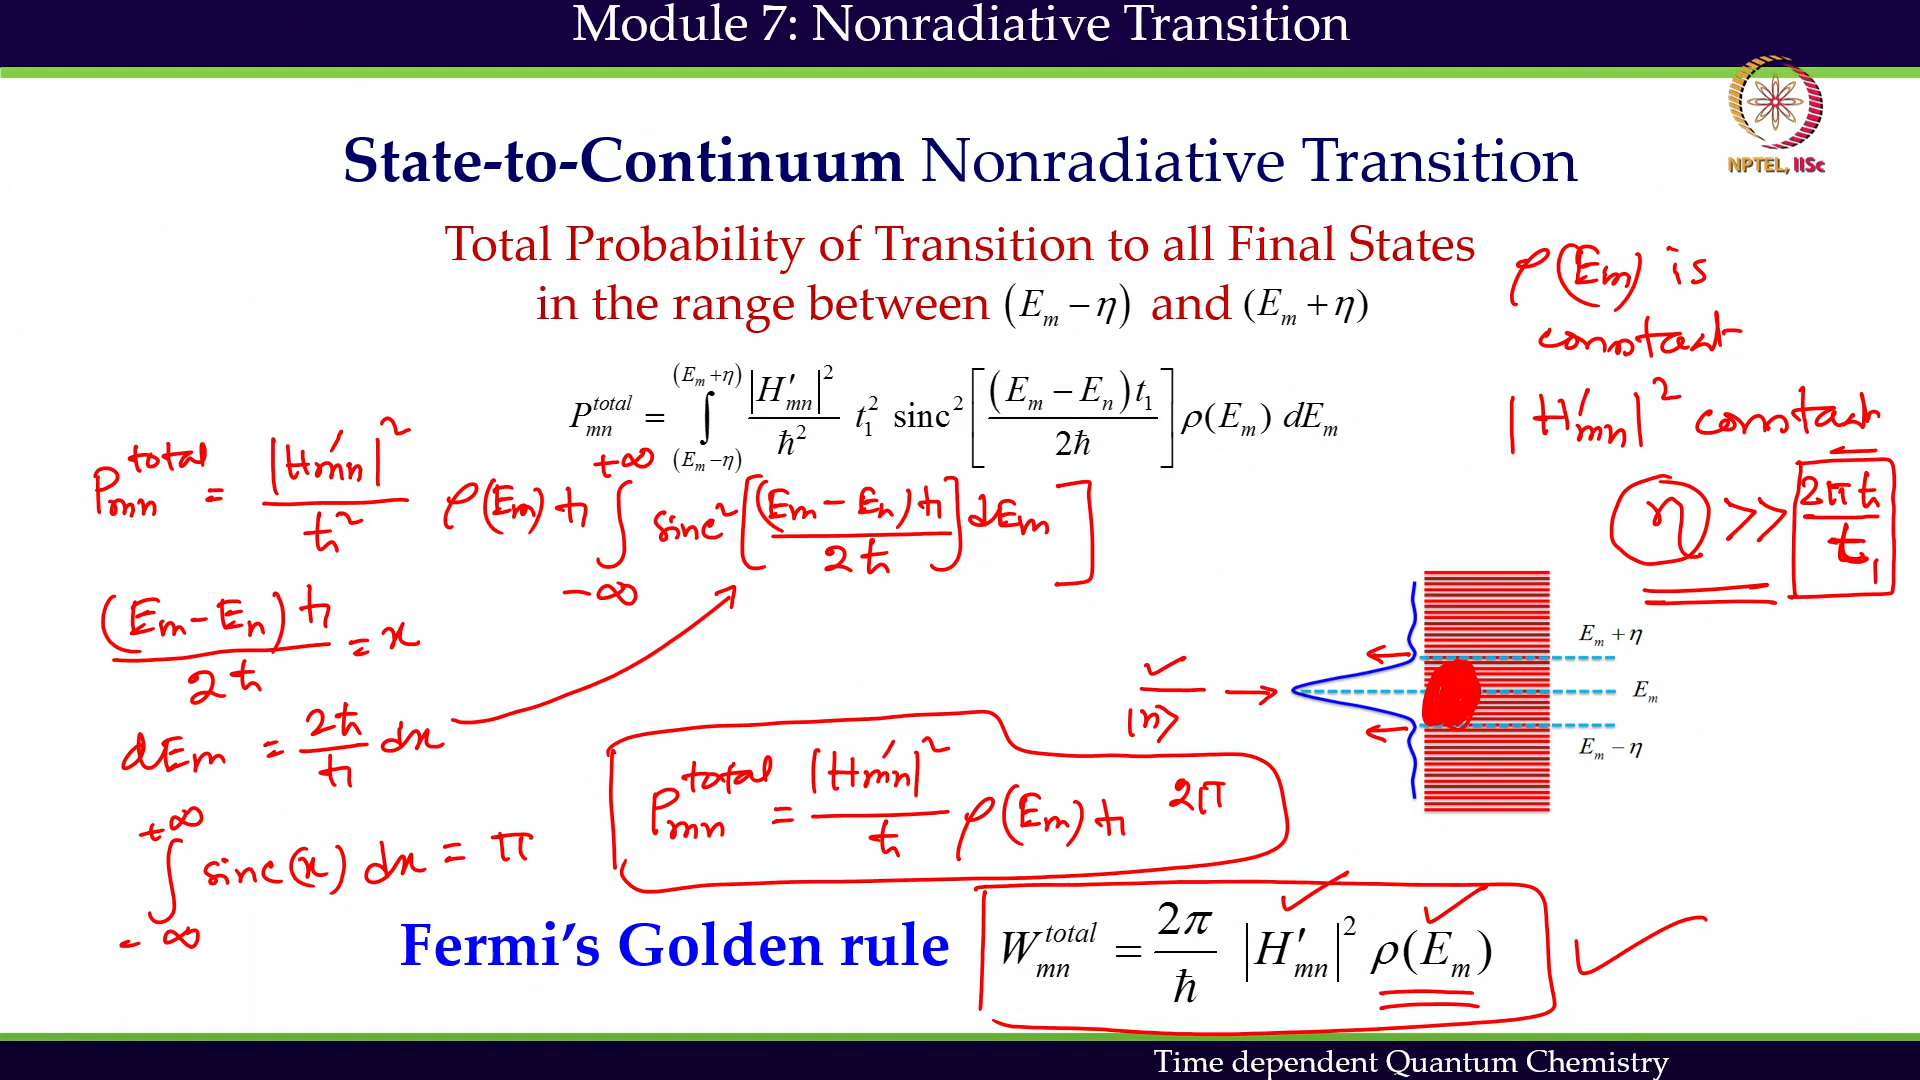 Module 7: Nonradiative Transition
NPTEL, IISc
State-to-Continuum Nonradiative Transition
Total Probability of Transition to all Final States
in the range between (E_m − η) and (E_m + η)
ρ(E_m) is
constant
P_mn^total = ∫_(E_m−η)^(E_m+η) |H′_mn|² / ħ² t₁² sinc² [ (E_m − E_n) t₁ / 2ħ ] ρ(E_m) dE_m
|H′_mn|² constant
η >> 2πħ / t₁
P_mn^total = |H′_mn|² / ħ² ρ(E_m) t₁ ∫_−∞^+∞ sinc² [ (E_m − E_n) t₁ / 2ħ ] dE_m ]
(E_m − E_n) t₁ / 2ħ = x
E_m + η
E_m
E_m − η
|n⟩
dE_m = 2ħ / t₁ dx
P_mn^total = |H′_mn|² / ħ ρ(E_m) t₁ 2π
∫_−∞^+∞ sinc(x) dx = π
Fermi's Golden rule W_mn^total = 2π / ħ |H′_mn|² ρ(E_m)
Time dependent Quantum Chemistry